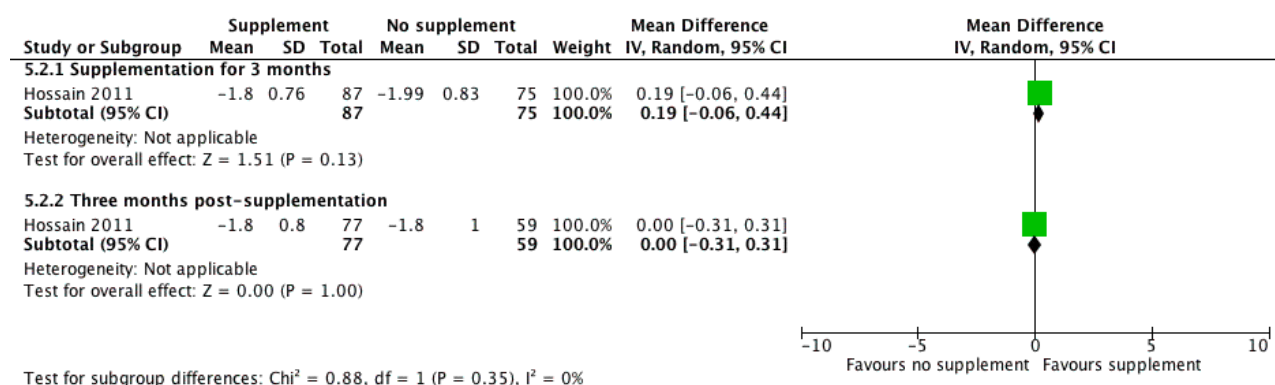 Supplement No supplement Mean Difference Mean Difference
Study or Subgroup Mean SD Total Mean SD Total Weight IV, Random, 95% CI IV, Random, 95% CI
5.2.1 Supplementation for 3 months
Hossain 2011 −1.8 0.76 87 −1.99 0.83 75 100.0% 0.19 [−0.06, 0.44]
Subtotal (95% CI) 87 75 100.0% 0.19 [−0.06, 0.44]
Heterogeneity: Not applicable
Test for overall effect: Z = 1.51 (P = 0.13)
5.2.2 Three months post−supplementation
Hossain 2011 −1.8 0.8 77 −1.8 1 59 100.0% 0.00 [−0.31, 0.31]
Subtotal (95% CI) 77 59 100.0% 0.00 [−0.31, 0.31]
Heterogeneity: Not applicable
Test for overall effect: Z = 0.00 (P = 1.00)
−10 −5 0 5 10
Favours no supplement Favours supplement
Test for subgroup differences: Chi² = 0.88, df = 1 (P = 0.35), I² = 0%